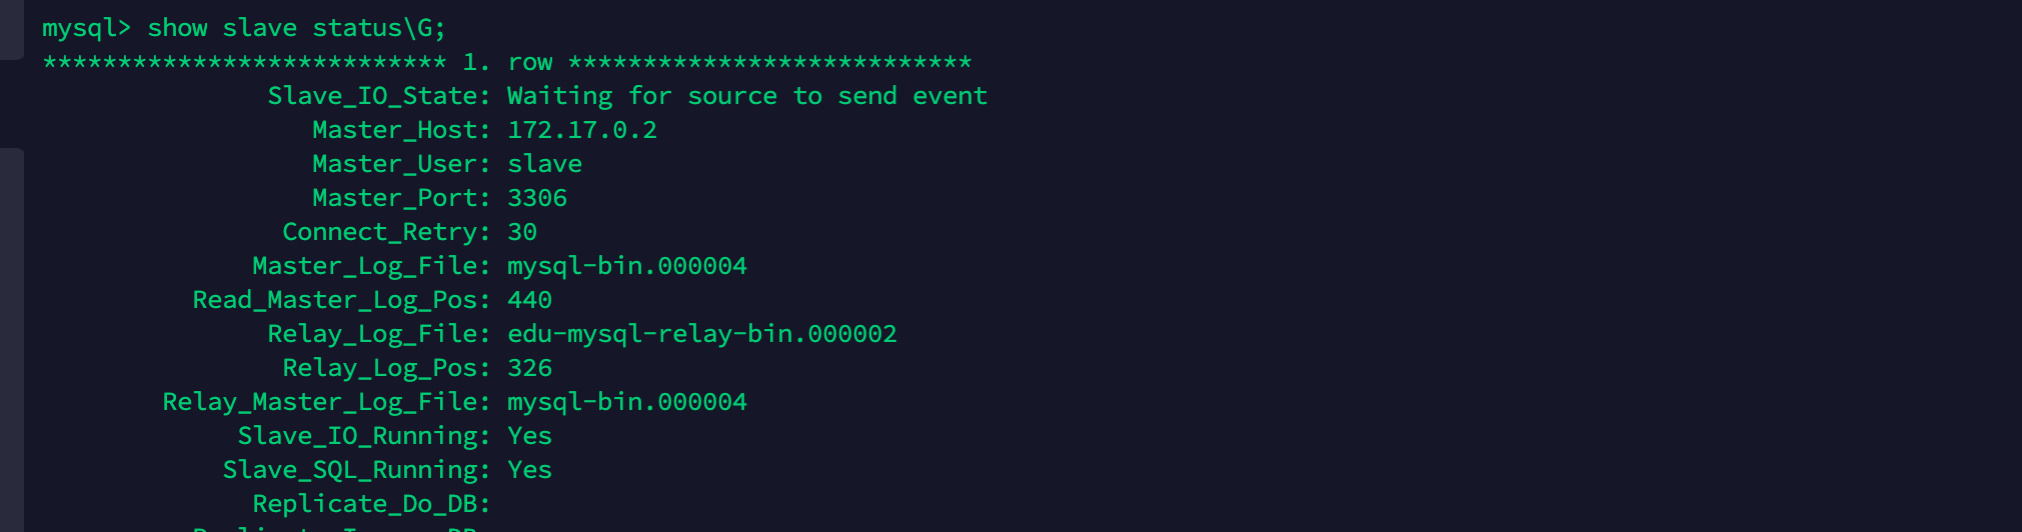 mysql> show slave status\G;
*************************** 1. row ***************************
Slave_IO_State: Waiting for source to send event
Master_Host: 172.17.0.2
Master_User: slave
Master_Port: 3306
Connect_Retry: 30
Master_Log_File: mysql-bin.000004
Read_Master_Log_Pos: 440
Relay_Log_File: edu-mysql-relay-bin.000002
Relay_Log_Pos: 326
Relay_Master_Log_File: mysql-bin.000004
Slave_IO_Running: Yes
Slave_SQL_Running: Yes
Replicate_Do_DB: